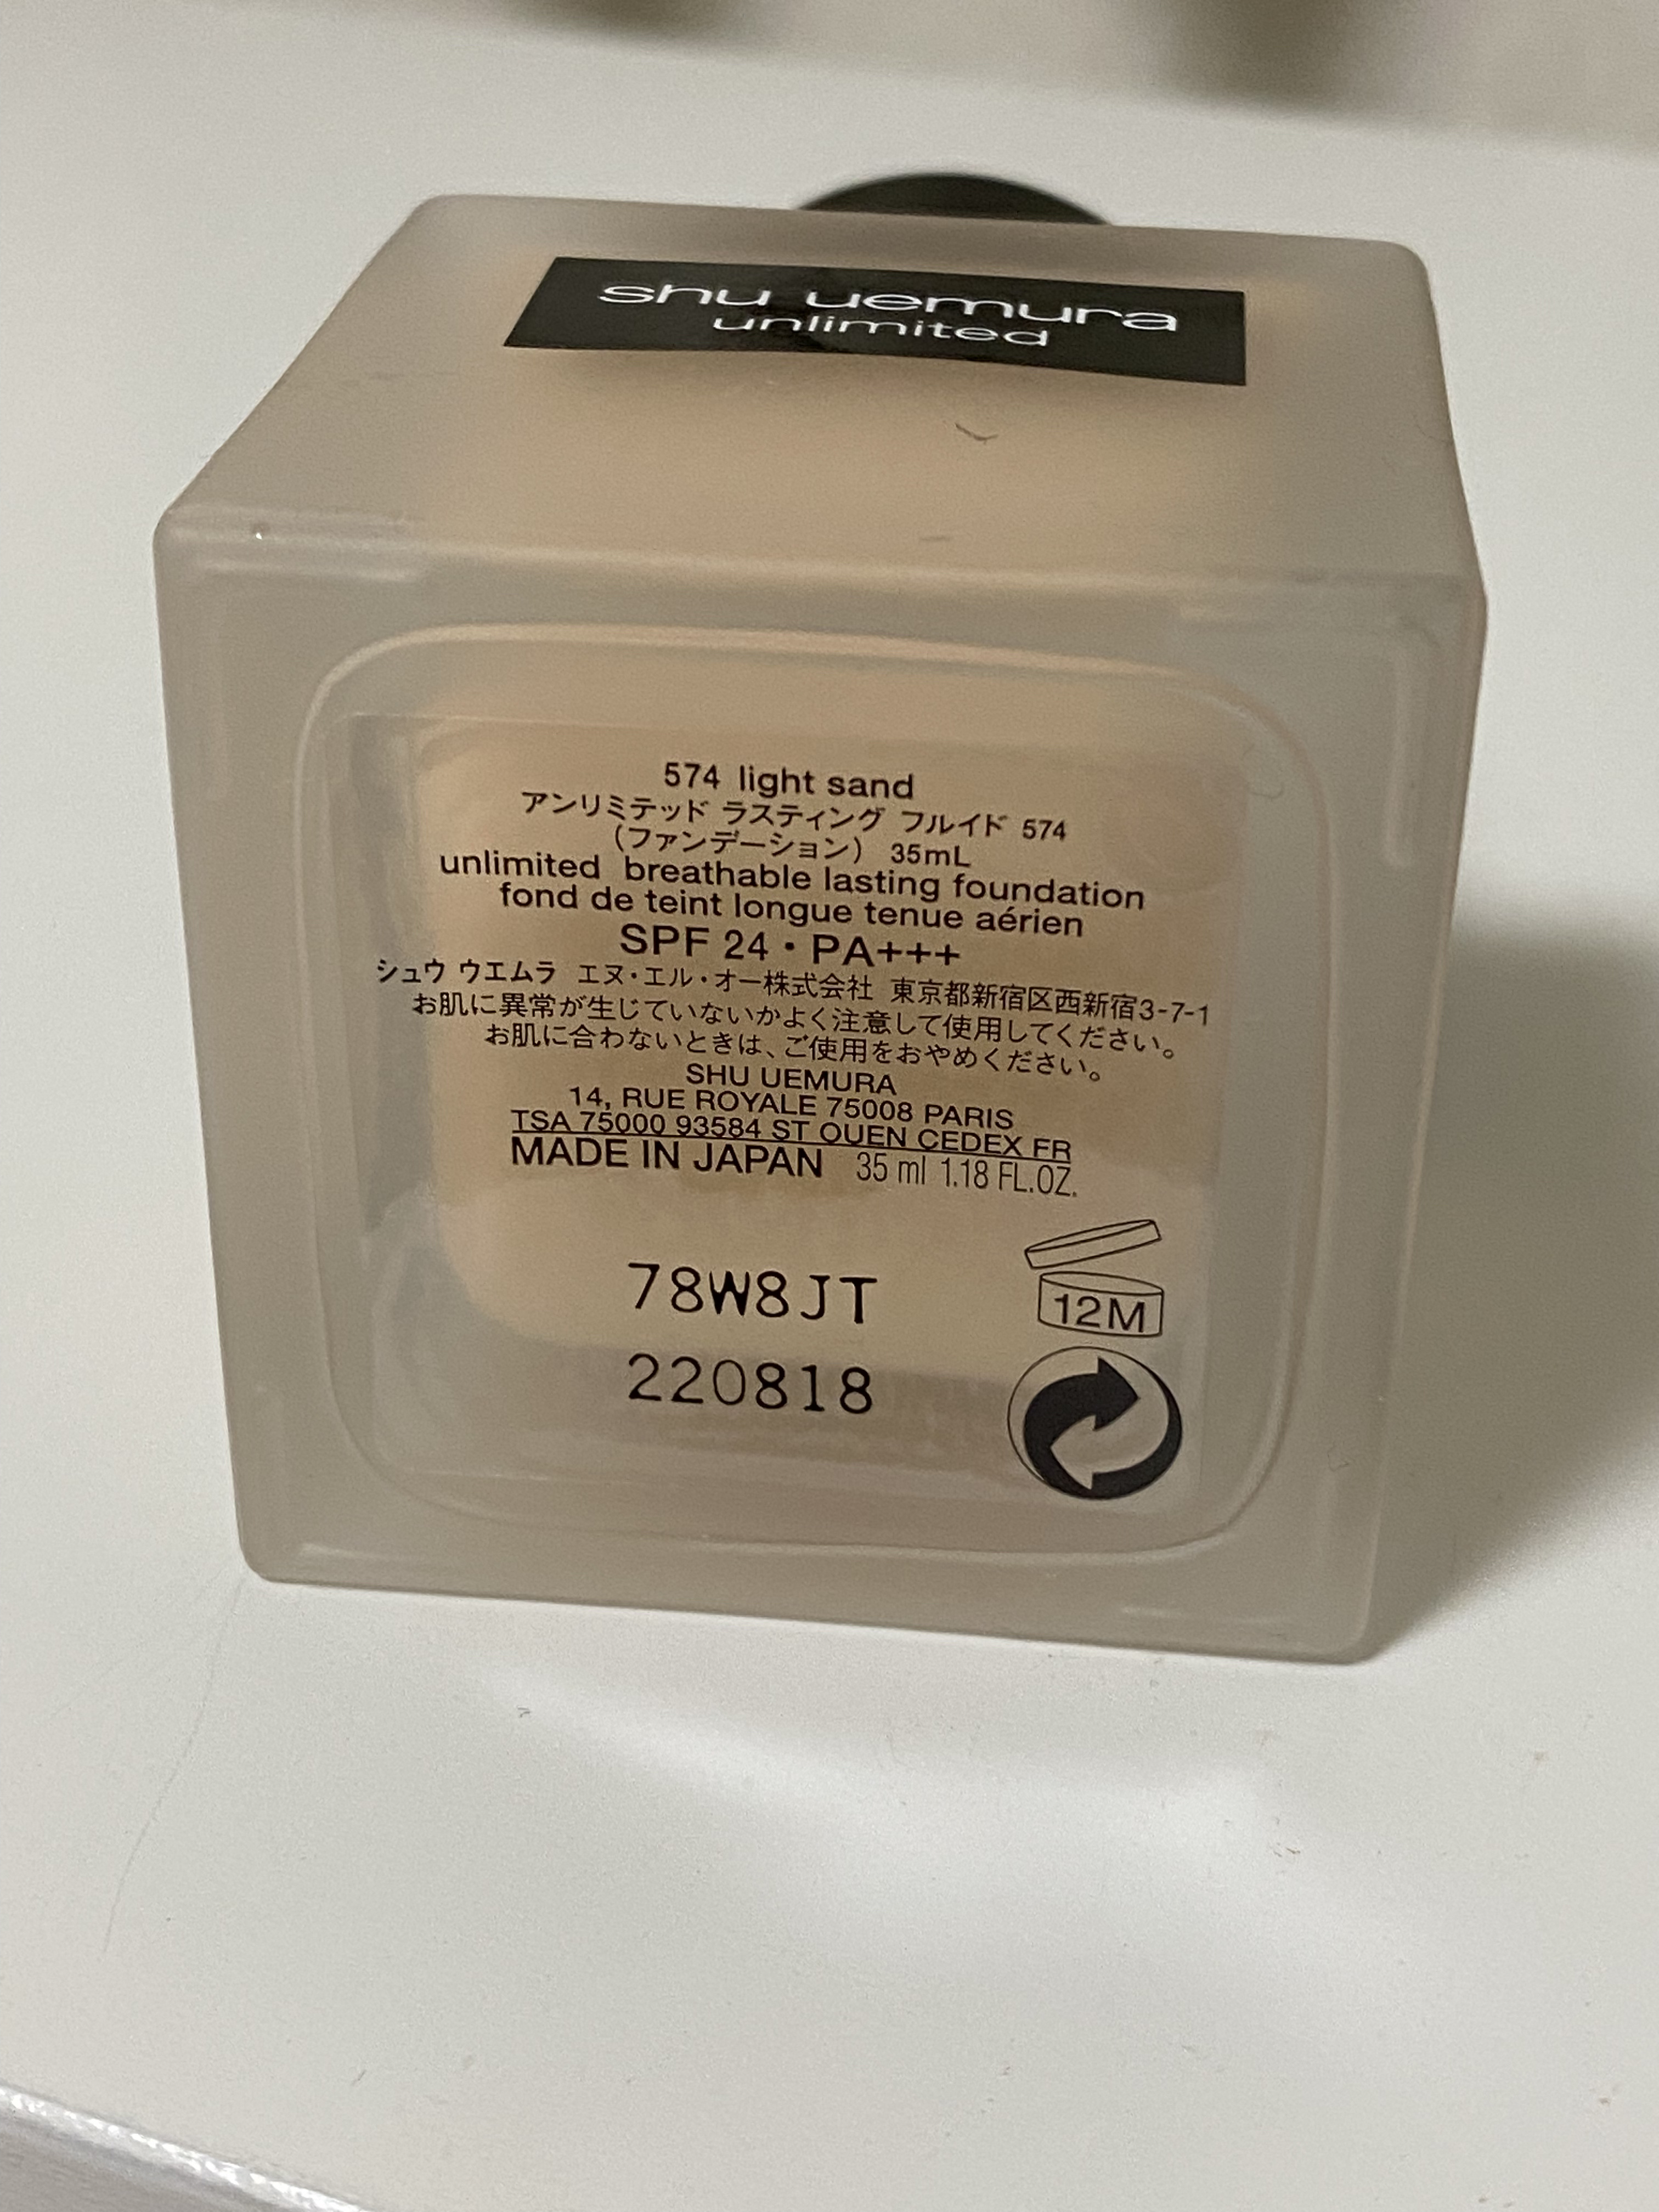 shu uemura
unlimited
574 light sand
アンリミテッド ラスティング フルイド 574
（ファンデーション） 35mL
unlimited breathable lasting foundation
fond de teint longue tenue aérien
SPF 24・PA+++
シュウ ウエムラ エヌ・エル・オー株式会社 東京都新宿区西新宿3-7-1
お肌に異常が生じていないかよく注意して使用してください。
お肌に合わないときは、ご使用をおやめください。
SHU UEMURA
14, RUE ROYALE 75008 PARIS
TSA 75000 93584 ST OUEN CEDEX FR
MADE IN JAPAN 35 ml 1.18 FL.OZ.
78W8JT
12M
220818